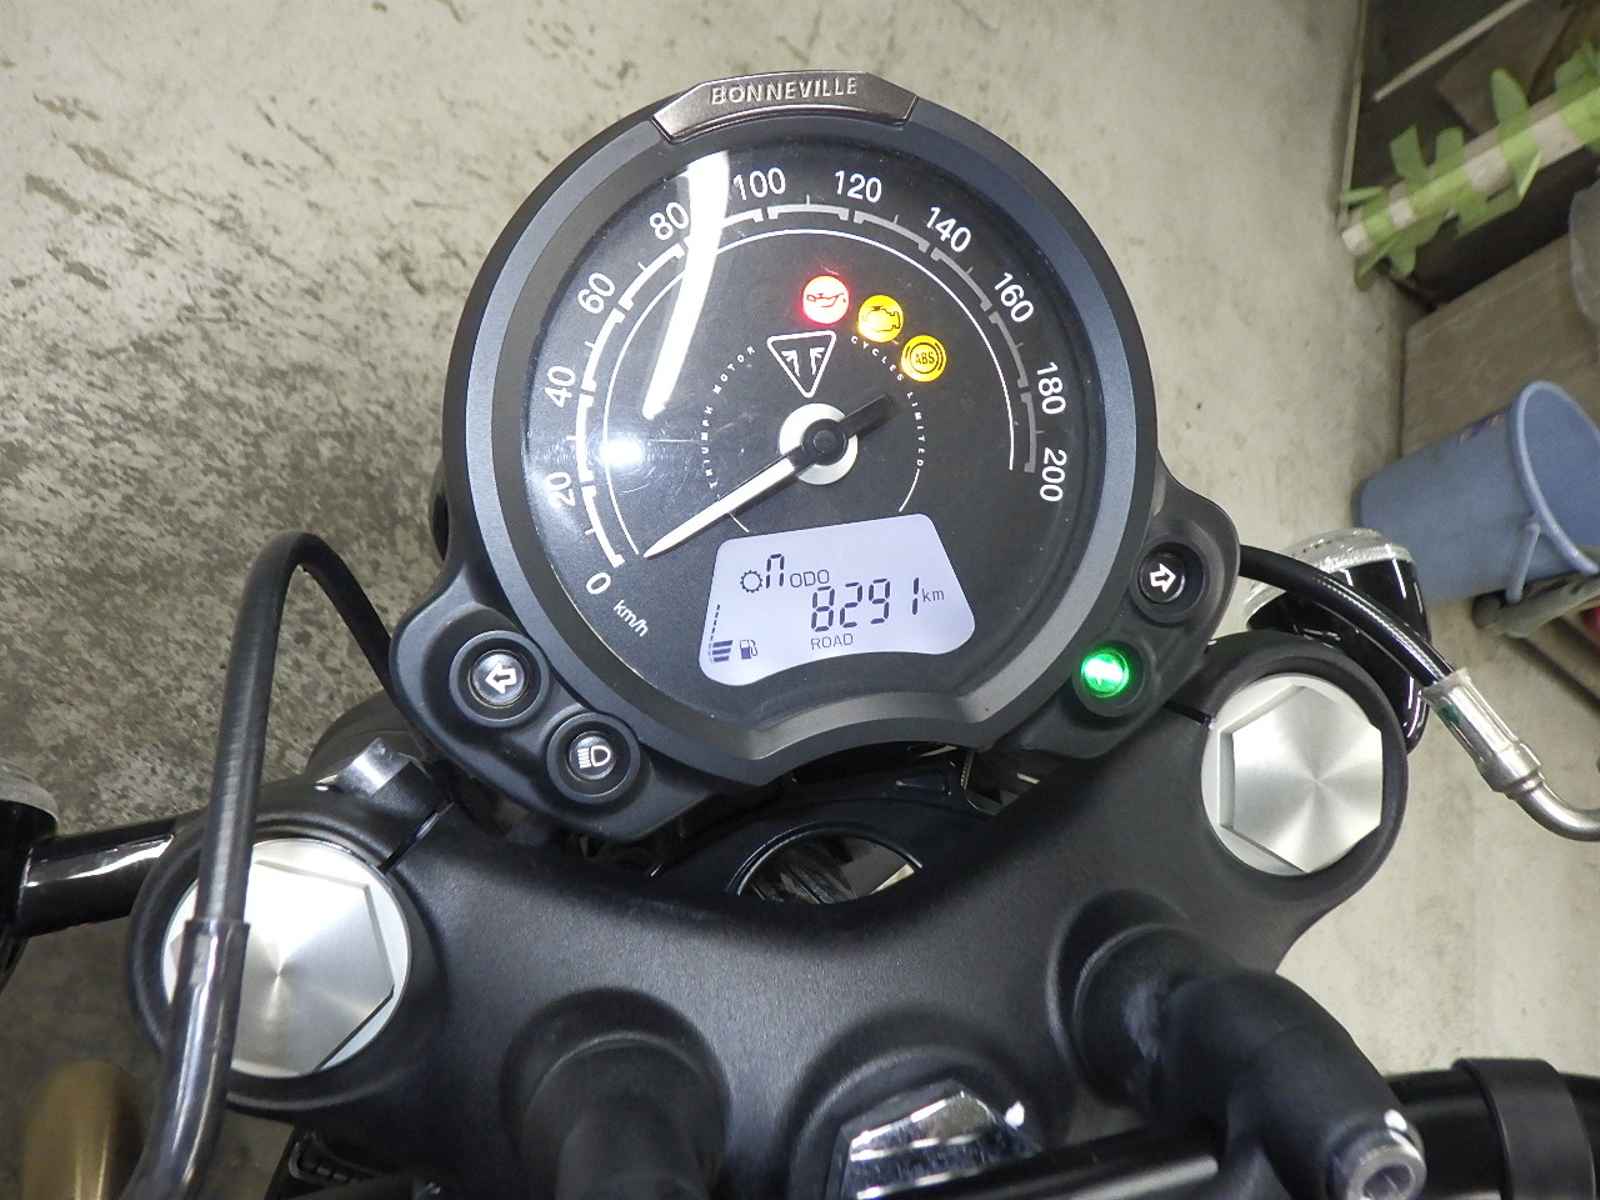 BONNEVILLE
0
20
40
60
80
100
120
140
160
180
200
km/h
TRIUMPH MOTOR CYCLES LIMITED
ABS
n ODO
8291 km
ROAD